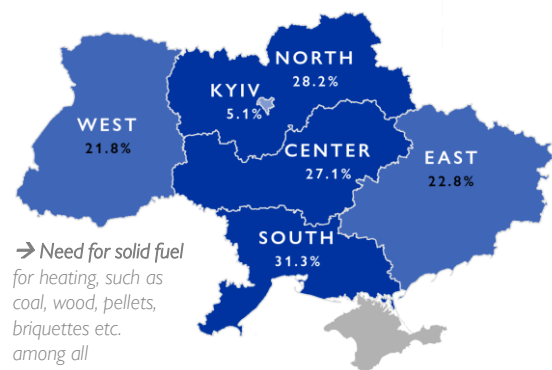 NORTH
28.2%
KYIV
5.1%
WEST
21.8%
CENTER
27.1%
EAST
22.8%
SOUTH
31.3%
→ Need for solid fuel
for heating, such as
coal, wood, pellets,
briquettes etc.
among all